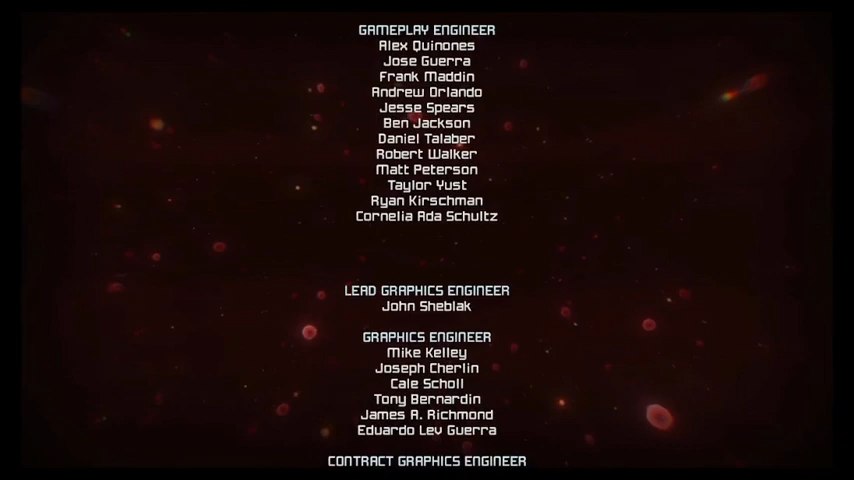 GAMEPLAY ENGINEER
Alex Quinones
Jose Guerra
Frank Maddin
Andrew Orlando
Jesse Spears
Ben Jackson
Daniel Talaber
Robert Walker
Matt Peterson
Taylor Yust
Ryan Kirschman
Cornelia Ada Schultz
LEAD GRAPHICS ENGINEER
John Sheblak
GRAPHICS ENGINEER
Mike Kelley
Joseph Cherlin
Cale Scholl
Tony Bernardin
James A. Richmond
Eduardo Lev Guerra
CONTRACT GRAPHICS ENGINEER